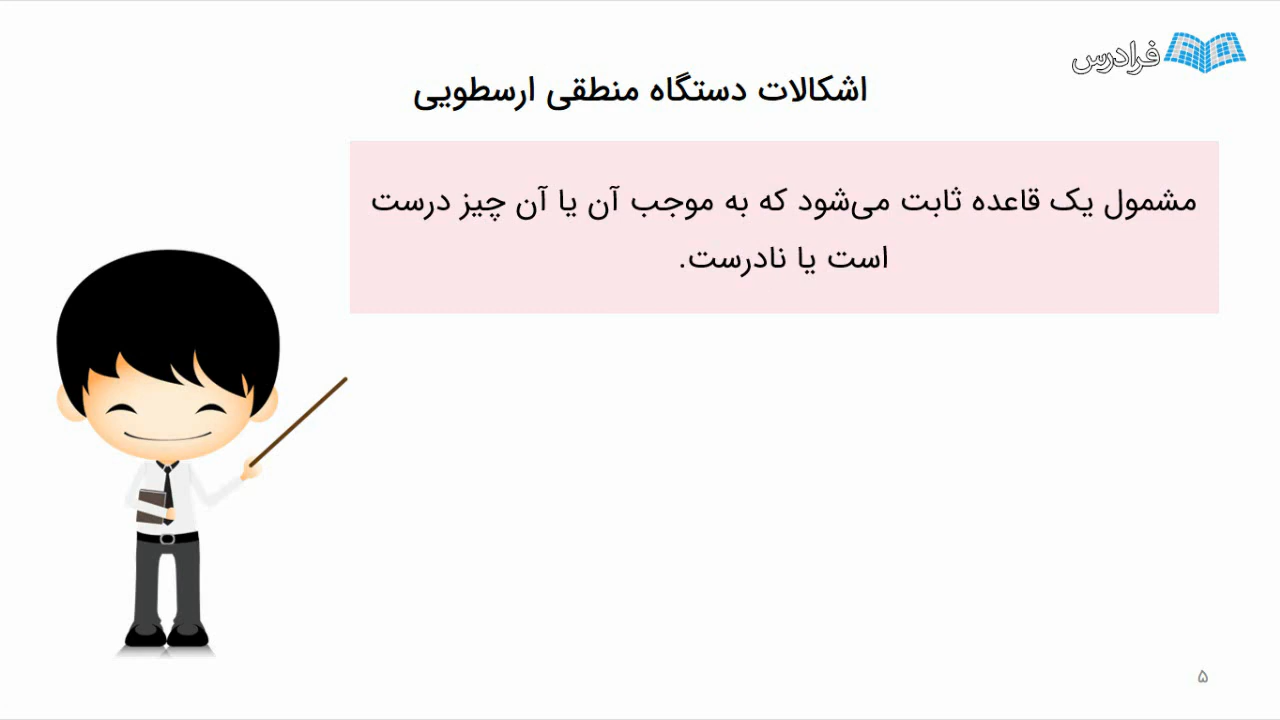 فرادرس
اشکالات دستگاه منطقی ارسطویی
مشمول یک قاعده ثابت می‌شود که به موجب آن یا آن چیز درست
است یا نادرست.
۵